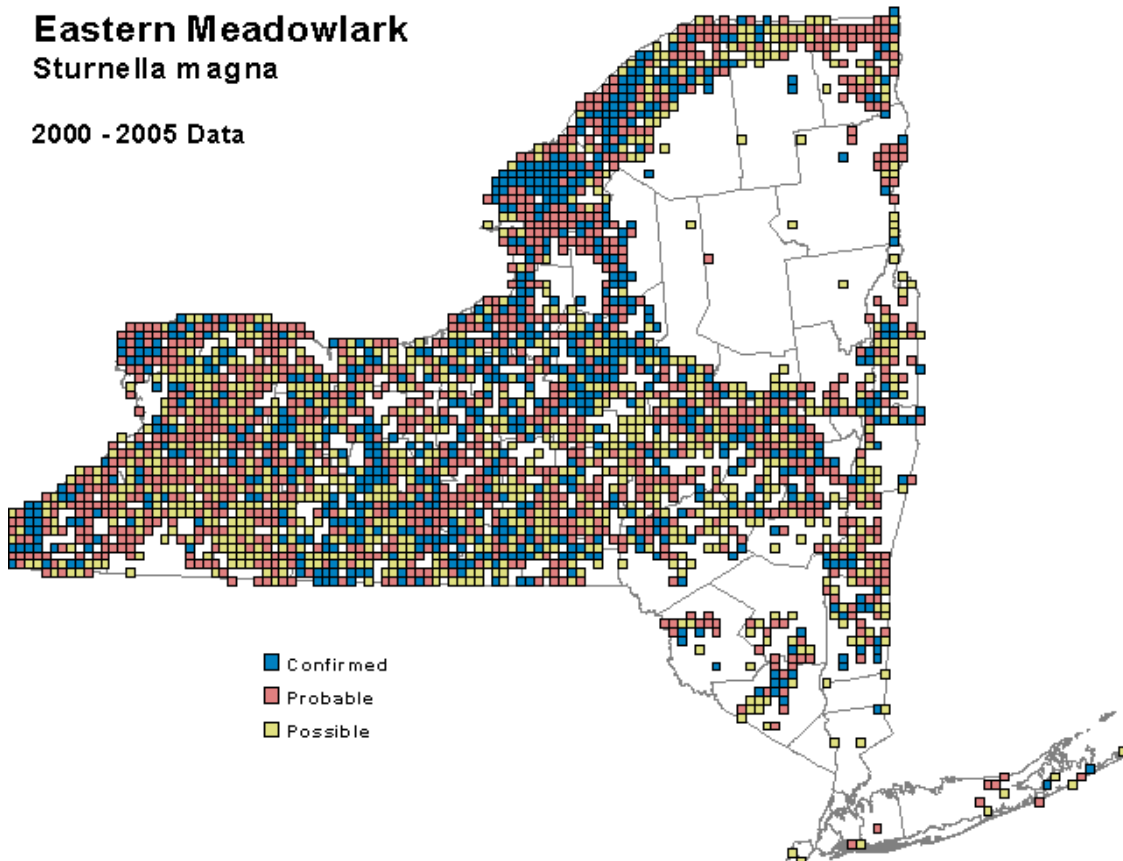 Eastern Meadowlark
Sturnella magna
2000 - 2005 Data
Confirmed
Probable
Possible